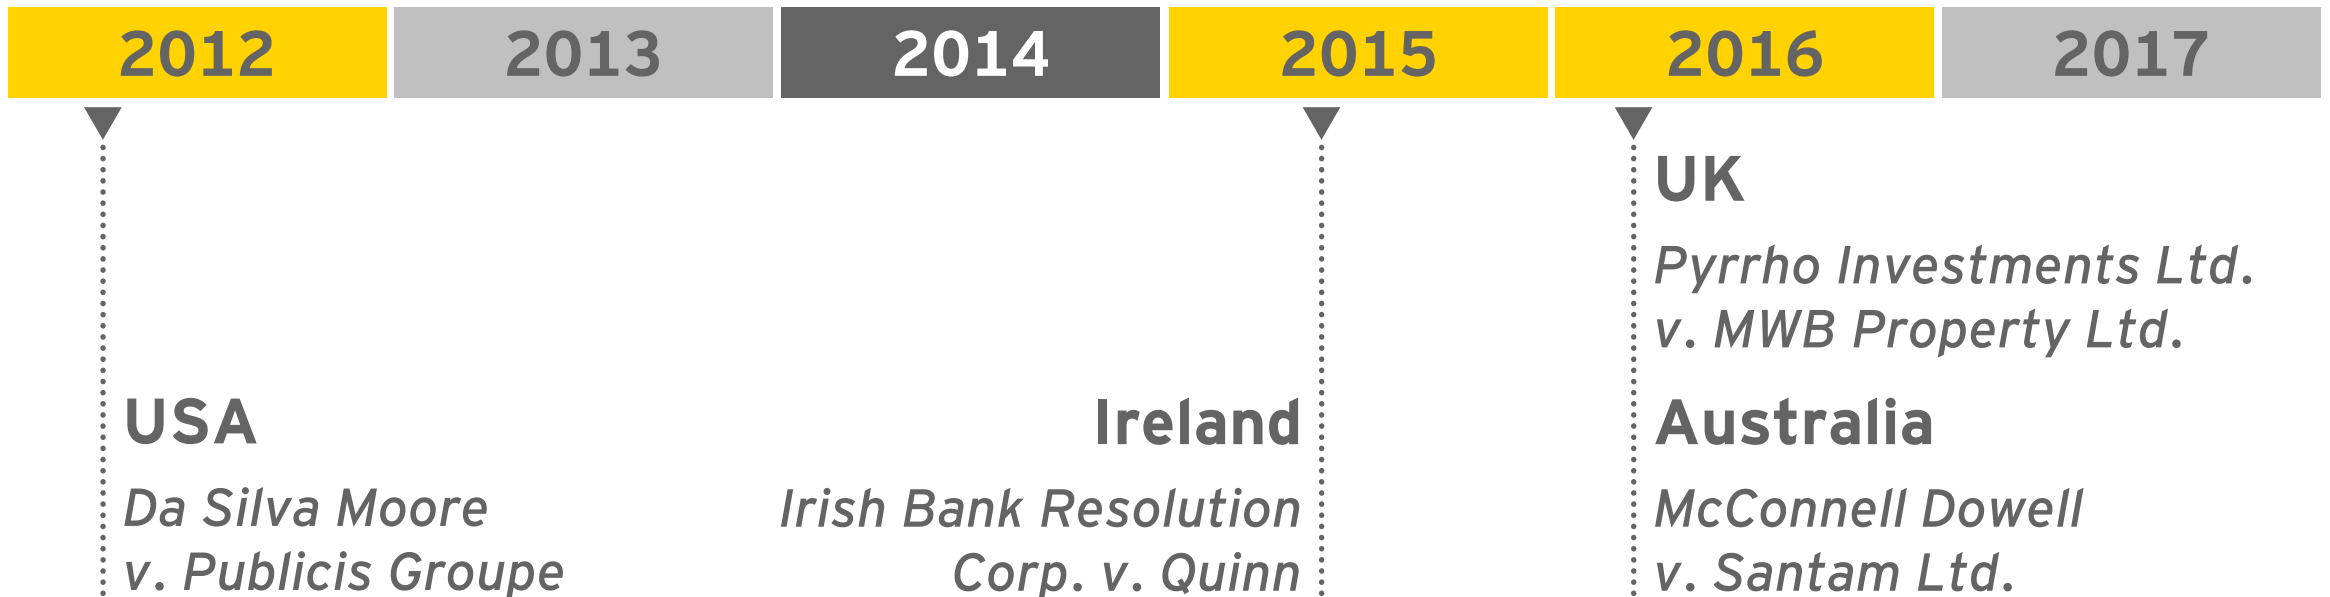 2012 2013 2014 2015 2016 2017
UK
Pyrrho Investments Ltd.
v. MWB Property Ltd.
USA
Da Silva Moore
v. Publicis Groupe
Ireland
Irish Bank Resolution
Corp. v. Quinn
Australia
McConnell Dowell
v. Santam Ltd.